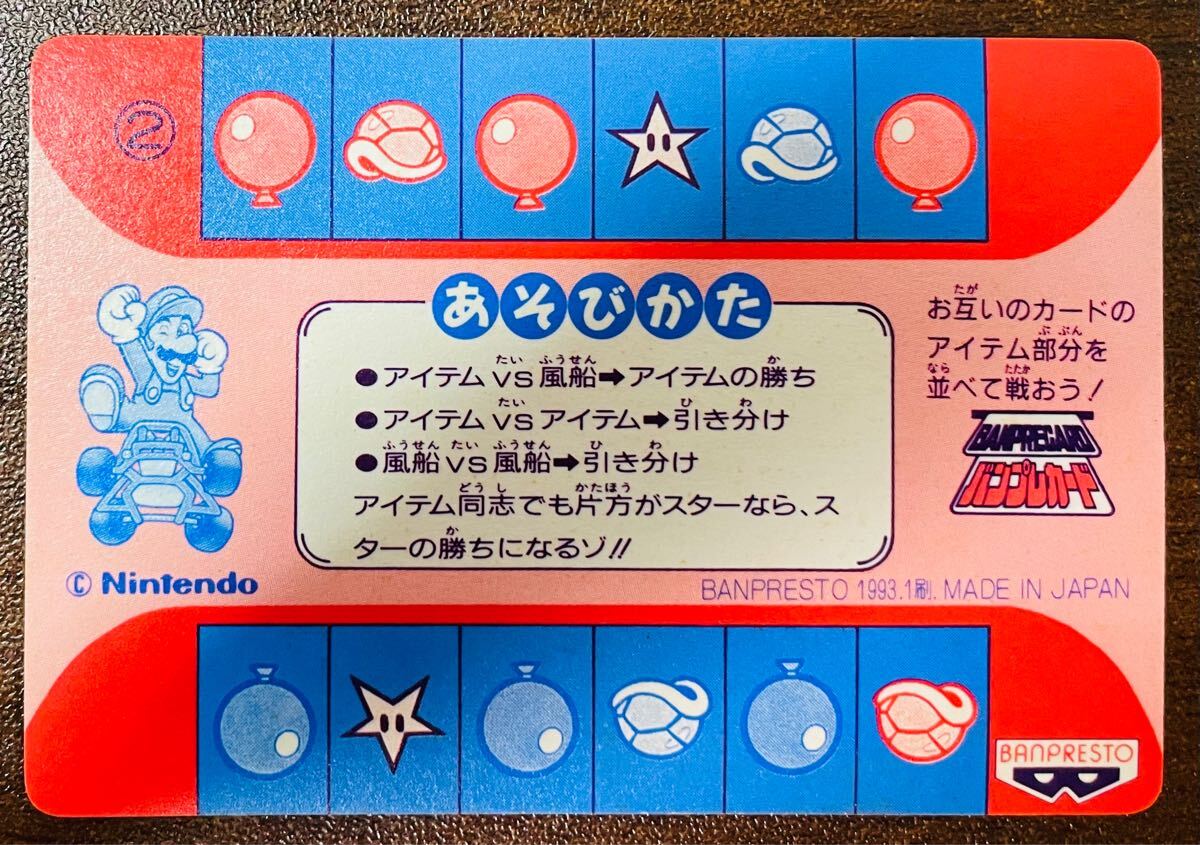 ②
あそびかた
●アイテムVS風船➡アイテムの勝ち
●アイテムVSアイテム➡引き分け
●風船VS風船➡引き分け
アイテム同志でも片方がスターなら、ス
ターの勝ちになるゾ!!
お互いのカードの
アイテム部分を
並べて戦おう！
BANPRECARD
バンプレカード
© Nintendo
BANPRESTO 1993.1刷. MADE IN JAPAN
BANPRESTO